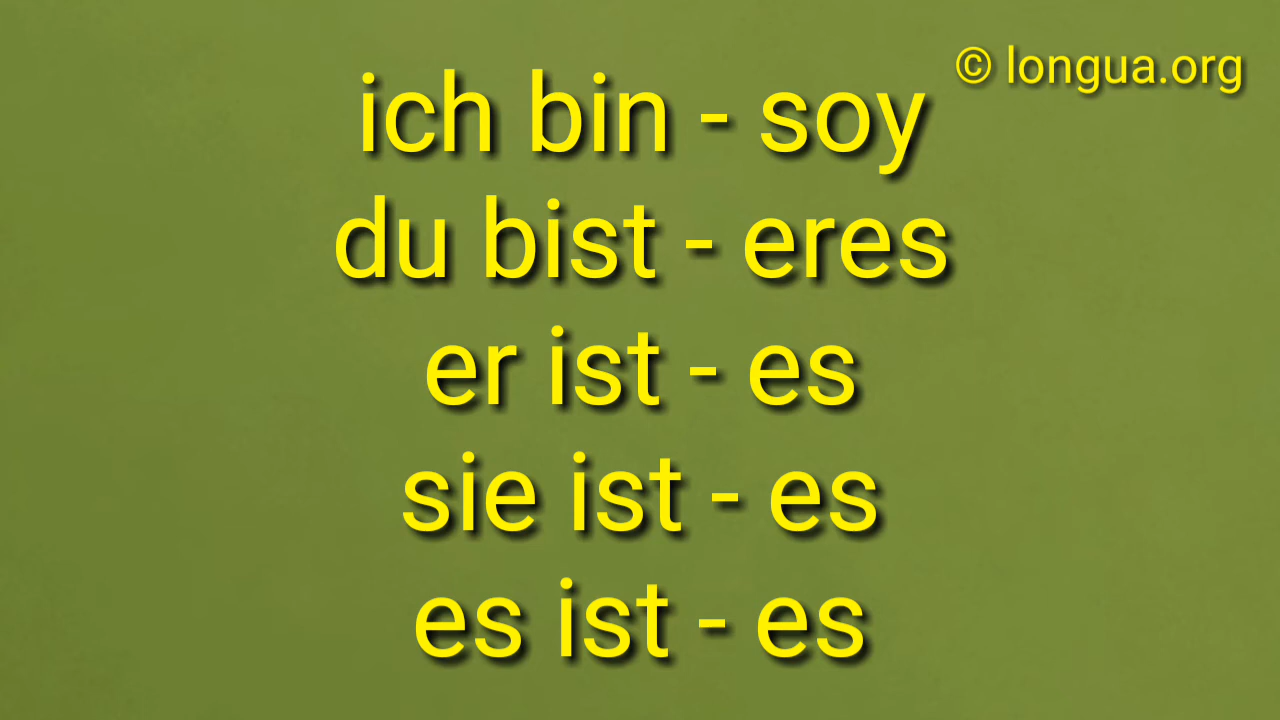 © longua.org
ich bin - soy
du bist - eres
er ist - es
sie ist - es
es ist - es